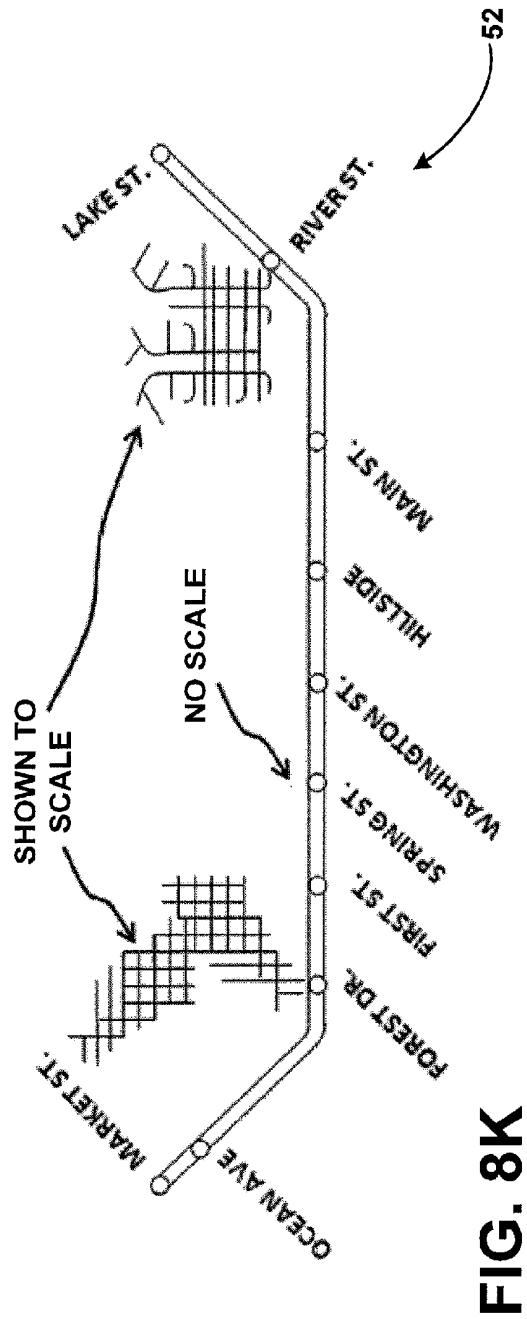 SHOWN TO
SCALE
NO SCALE
MARKET ST.
OCEAN AVE
FOREST DR.
FIRST ST.
SPRING ST.
WASHINGTON ST.
HILLSIDE
MAIN ST.
RIVER ST.
LAKE ST.
52
FIG. 8K